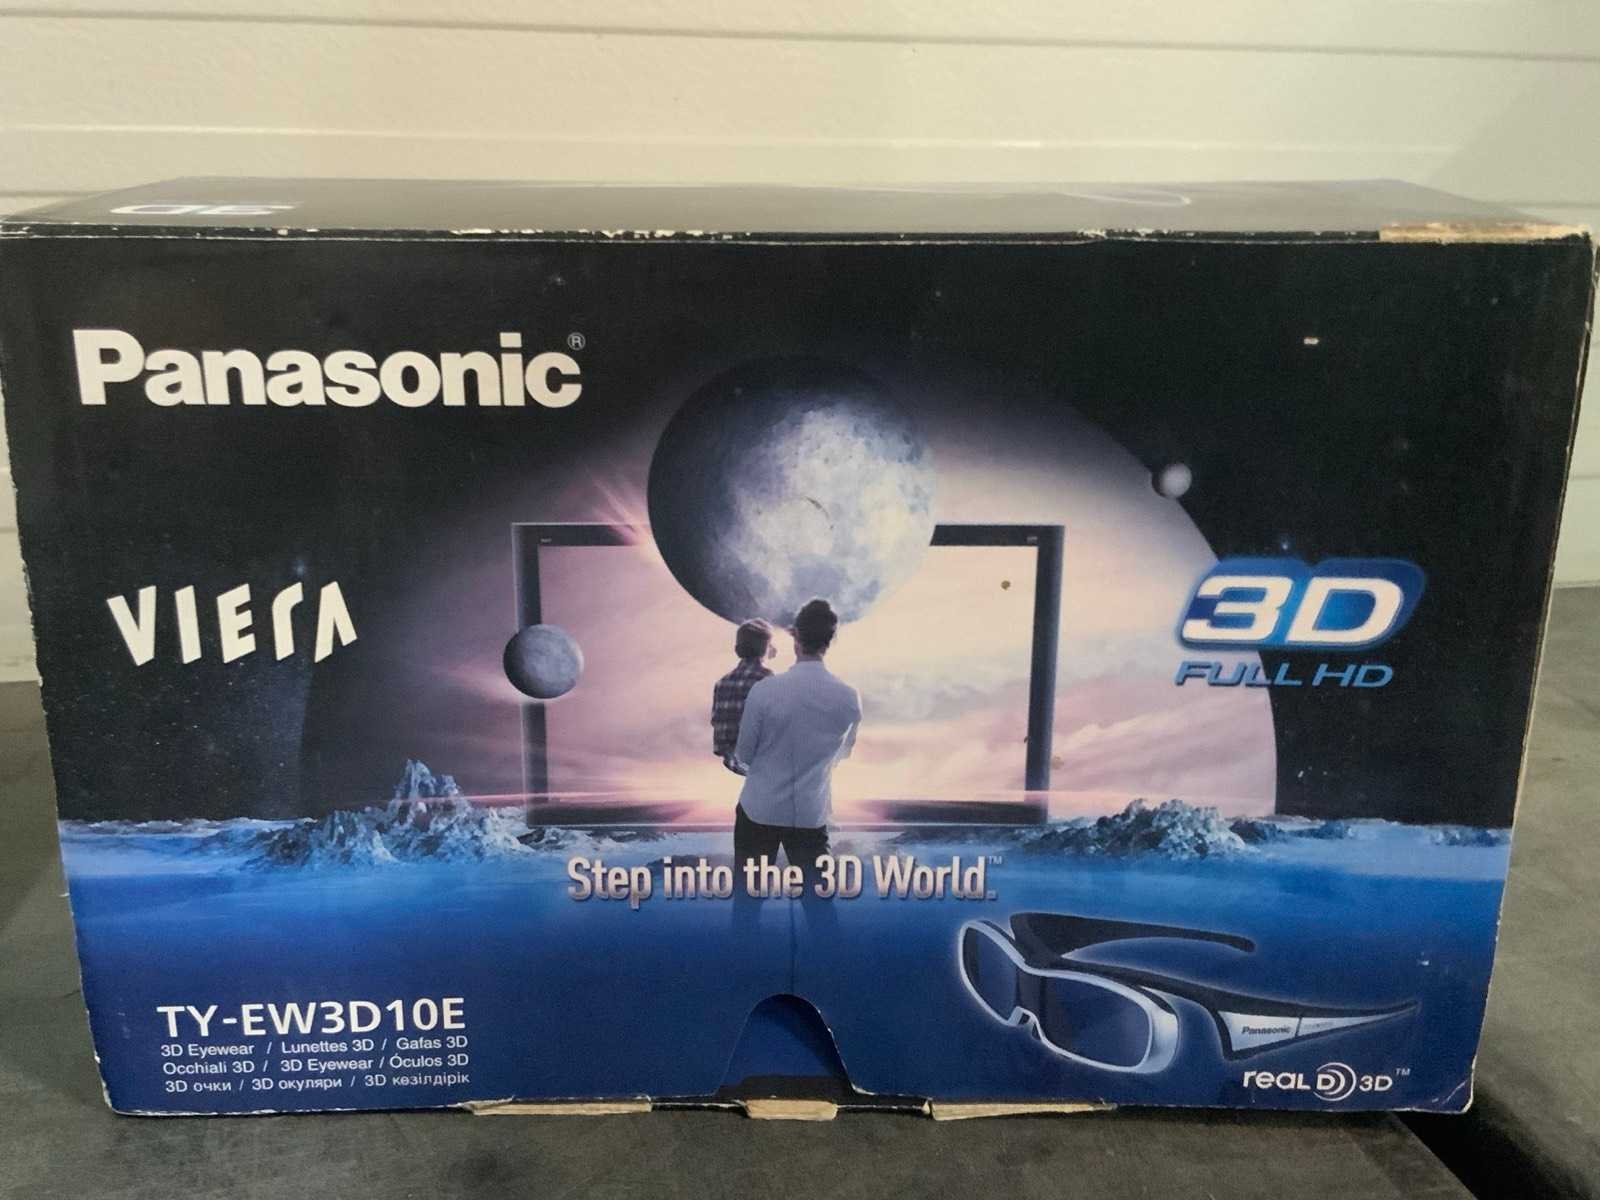 3D
Panasonic®
VIErA
3D
FULL HD
Step into the 3D World™
TY-EW3D10E
3D Eyewear / Lunettes 3D / Gafas 3D
Occhiali 3D / 3D Eyewear / Óculos 3D
3D очки / 3D окуляри / 3D көзілдірік
Panasonic
real D 3D™